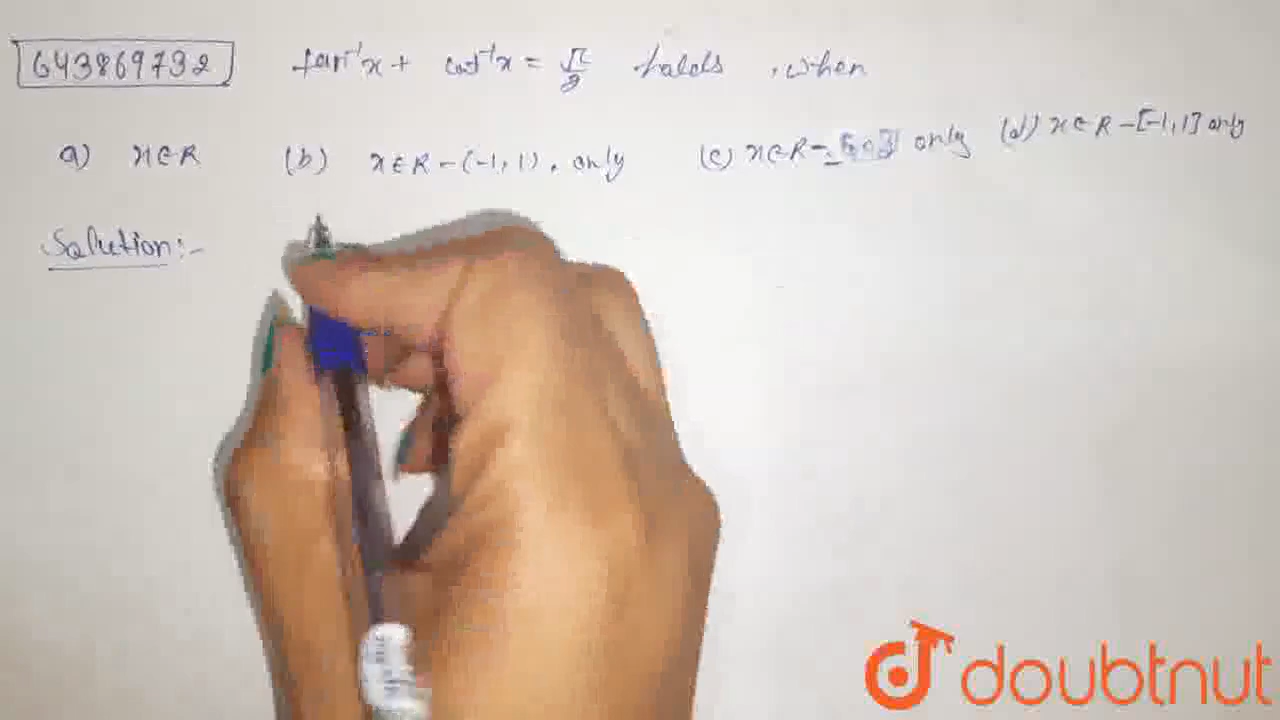 643869732 tan⁻¹x + cot⁻¹x = π/2 holds, when
a) x∈R (b) x∈R-(-1,1), only (c) x∈R- only (d) x∈R-[-1,1] only
Solution:-
doubtnut